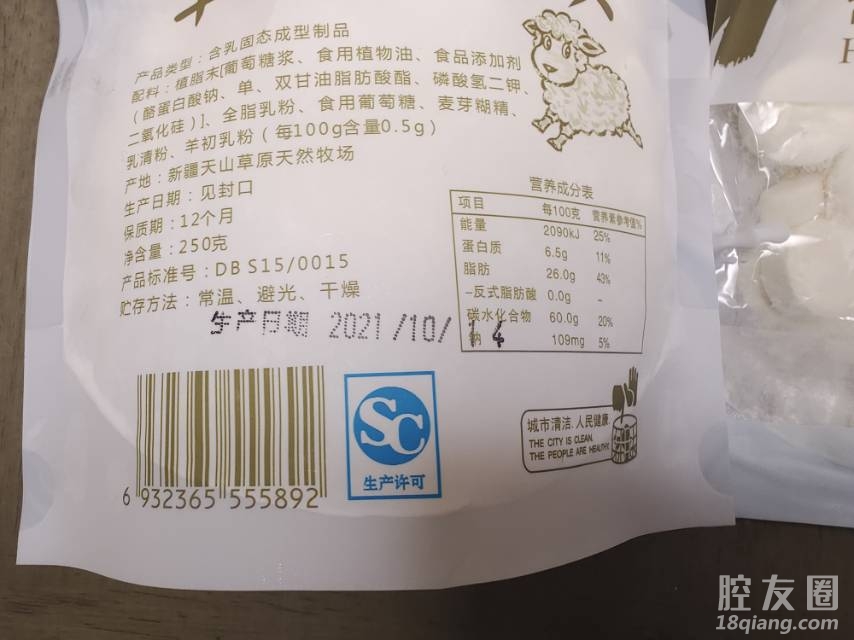 产品类型：含乳固态成型制品
配料：植脂末[葡萄糖浆、食用植物油、食品添加剂
（酪蛋白酸钠、单、双甘油脂肪酸酯、磷酸氢二钾、
二氧化硅）]、全脂乳粉、食用葡萄糖、麦芽糊精、
乳清粉、羊初乳粉（每100g含量0.5g）
产地：新疆天山草原天然牧场
生产日期：见封口
保质期：12个月
净含量：250克
产品标准号：DB S15/0015
贮存方法：常温、避光、干燥
生产日期 2021/10/14
营养成分表
项目 每100克 营养素参考值%
能量 2090kJ 25%
蛋白质 6.5g 11%
脂肪 26.0g 43%
-反式脂肪酸 0.0g -
碳水化合物 60.0g 20%
钠 109mg 5%
6 932365 555892
SC
生产许可
城市清洁.人民健康.
THE CITY IS CLEAN.
THE PEOPLE ARE HEALTHY.
腔友圈
18qiang.com